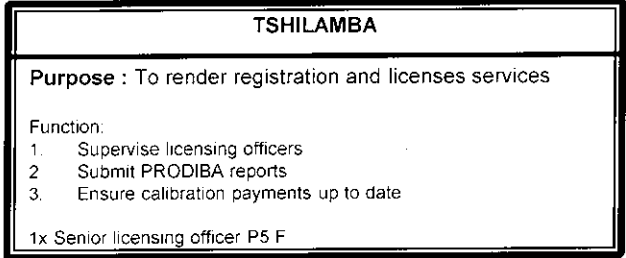 TSHILAMBA
Purpose : To render registration and licenses services
Function:
1. Supervise licensing officers
2 Submit PRODIBA reports
3. Ensure calibration payments up to date
1x Senior licensing officer P5 F